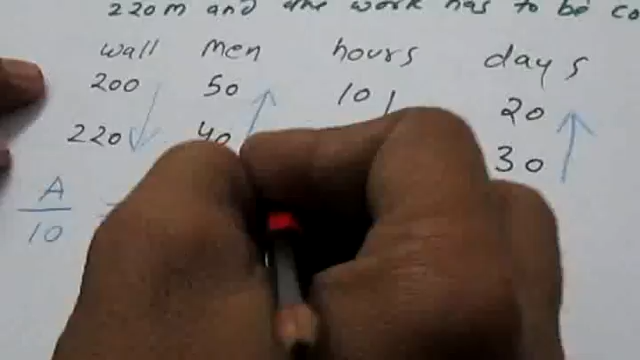 220m and the work has to be co
wall men hours days
200 50 10 20
220 40 30
A
10